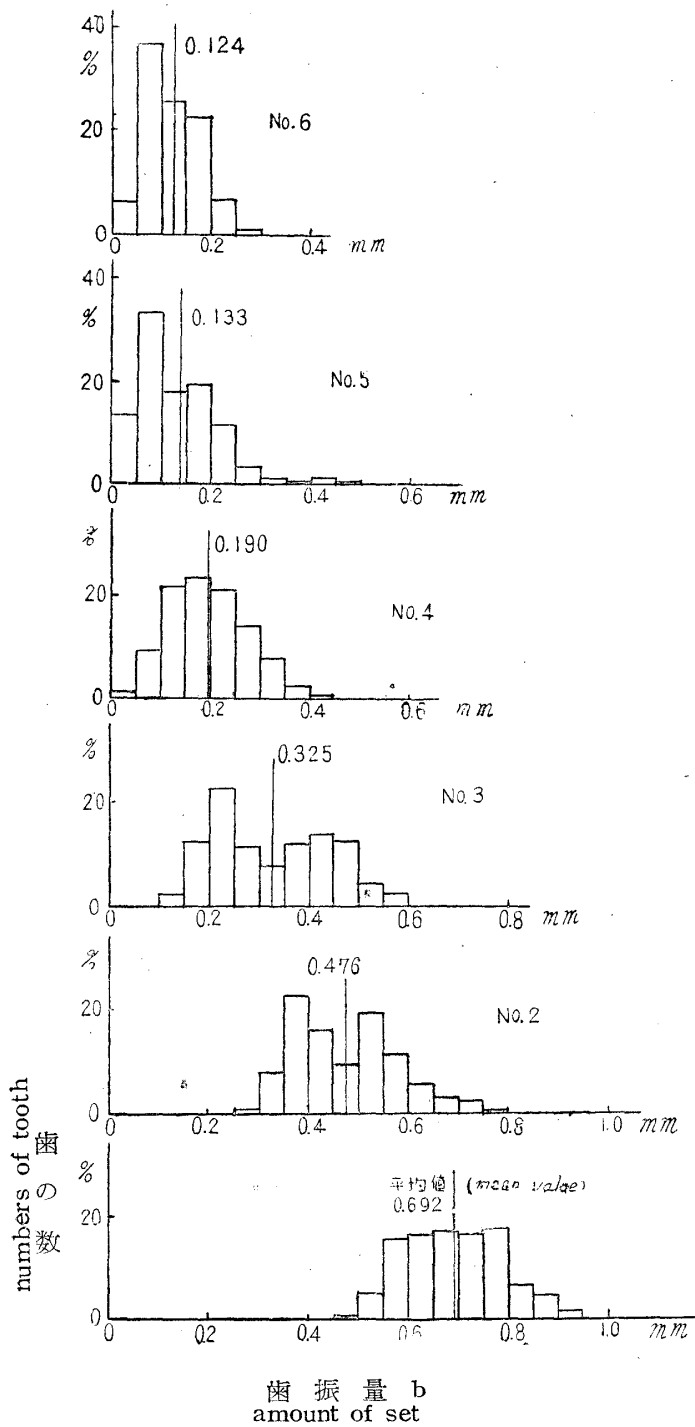 40
%
0.124
No.6
20
0
0 0.2 0.4 mm
40
%
0.133
No.5
20
0
0 0.2 0.4 0.6 mm
%
0.190
20
No.4
0
0 0.2 0.4 0.6 mm
%
0.325
20
No.3
0
0 0.2 0.4 0.6 0.8 mm
%
0.476
20
No.2
0
0 0.2 0.4 0.6 0.8 1.0 mm
%
平均値 (mean value)
0.692
20
0
0 0.2 0.4 0.6 0.8 1.0 mm
numbers of tooth
歯の数
歯振量 b
amount of set